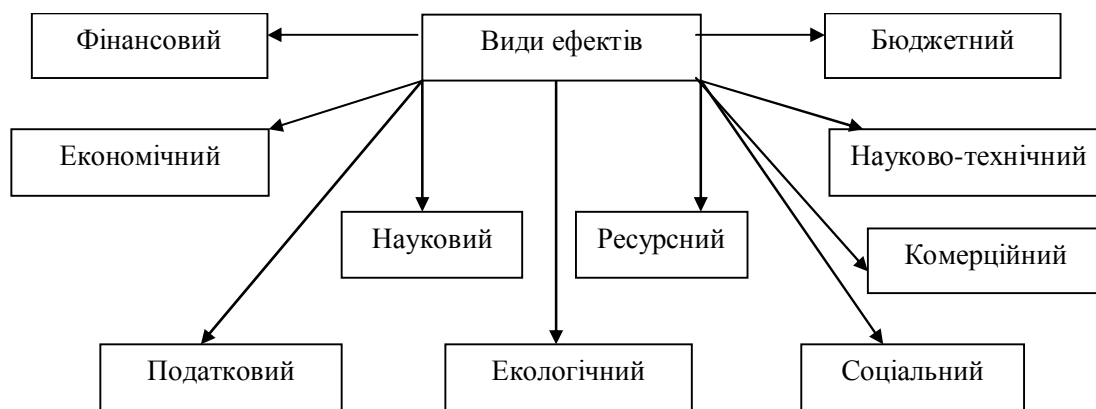 Фінансовий
Види ефектів
Бюджетний
Економічний
Науково-технічний
Науковий
Ресурсний
Комерційний
Податковий
Екологічний
Соціальний